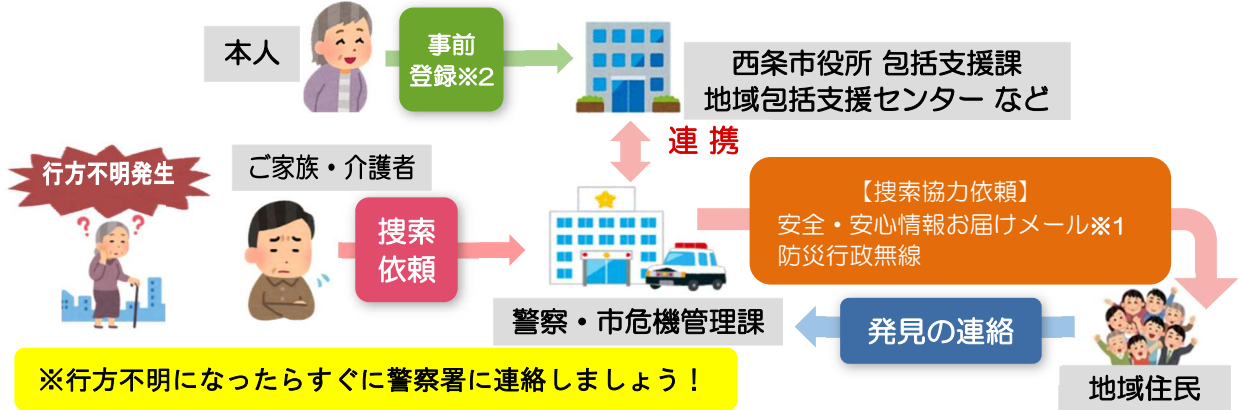 本人
事前
登録※2
西条市役所 包括支援課
地域包括支援センター など
連 携
行方不明発生
? ?
ご家族・介護者
捜索
依頼
【捜索協力依頼】
安全・安心情報お届けメール※1
防災行政無線
警察・市危機管理課
発見の連絡
地域住民
※行方不明になったらすぐに警察署に連絡しましょう！